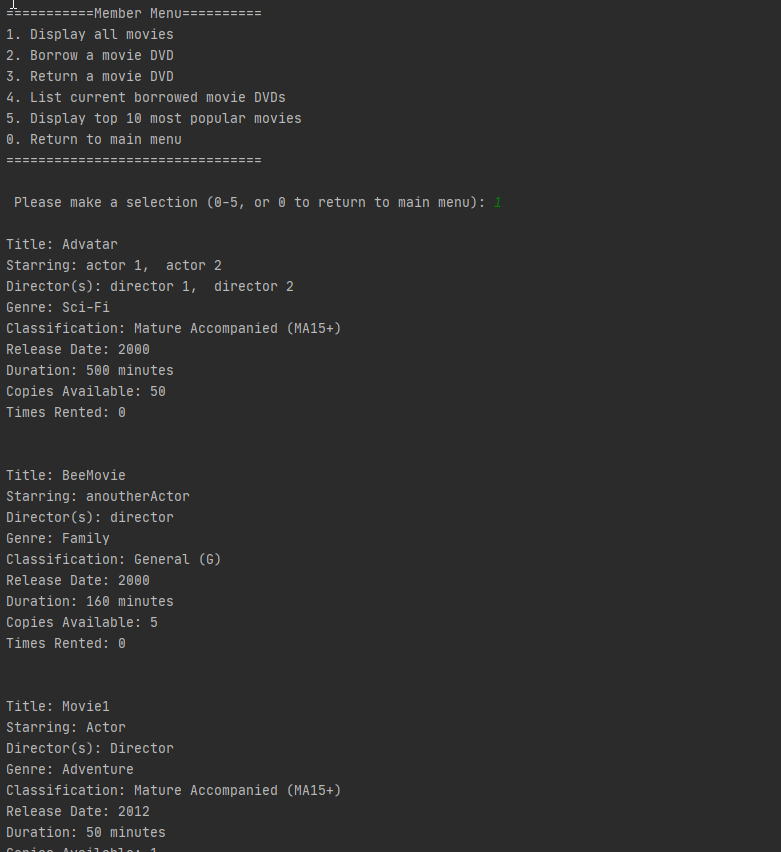 ===========Member Menu==========
1. Display all movies
2. Borrow a movie DVD
3. Return a movie DVD
4. List current borrowed movie DVDs
5. Display top 10 most popular movies
0. Return to main menu
================================
Please make a selection (0-5, or 0 to return to main menu): 1
Title: Advatar
Starring: actor 1,  actor 2
Director(s): director 1,  director 2
Genre: Sci-Fi
Classification: Mature Accompanied (MA15+)
Release Date: 2000
Duration: 500 minutes
Copies Available: 50
Times Rented: 0
Title: BeeMovie
Starring: anoutherActor
Director(s): director
Genre: Family
Classification: General (G)
Release Date: 2000
Duration: 160 minutes
Copies Available: 5
Times Rented: 0
Title: Movie1
Starring: Actor
Director(s): Director
Genre: Adventure
Classification: Mature Accompanied (MA15+)
Release Date: 2012
Duration: 50 minutes
Copies Available: 1